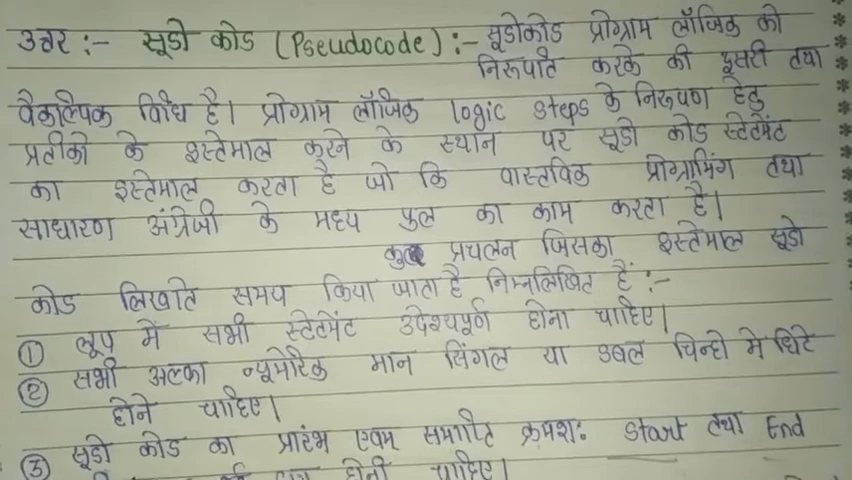 उत्तर :- सूडो कोड (Pseudocode) :- सूडोकोड प्रोग्राम लॉजिक को
निरूपति करके की दूसरी तथा
वैकल्पिक विधि है। प्रोग्राम लॉजिक logic steps के निरूपण हेतु
प्रतीको के इस्तेमाल करने के स्थान पर सूडो कोड स्टेटमेंट
का इस्तेमाल करता है जो कि वास्तविक प्रोग्रामिंग तथा
साधारण अंग्रेजी के मध्य पुल का काम करता है।
कुछ प्रचलन जिसका इस्तेमाल सूडो
कोड लिखते समय किया जाता है निम्नलिखित हैं :-
① लूप में सभी स्टेटमेंट उदेश्यपूर्ण होना चाहिए।
② सभी अल्का न्यूमेरिक मान सिंगल या डबल चिन्हो मे घिरे
होने चाहिए।
③ सूडो कोड का प्रारंभ एवम् समाप्ति क्रमशः Start तथा End
होनी चाहिए।